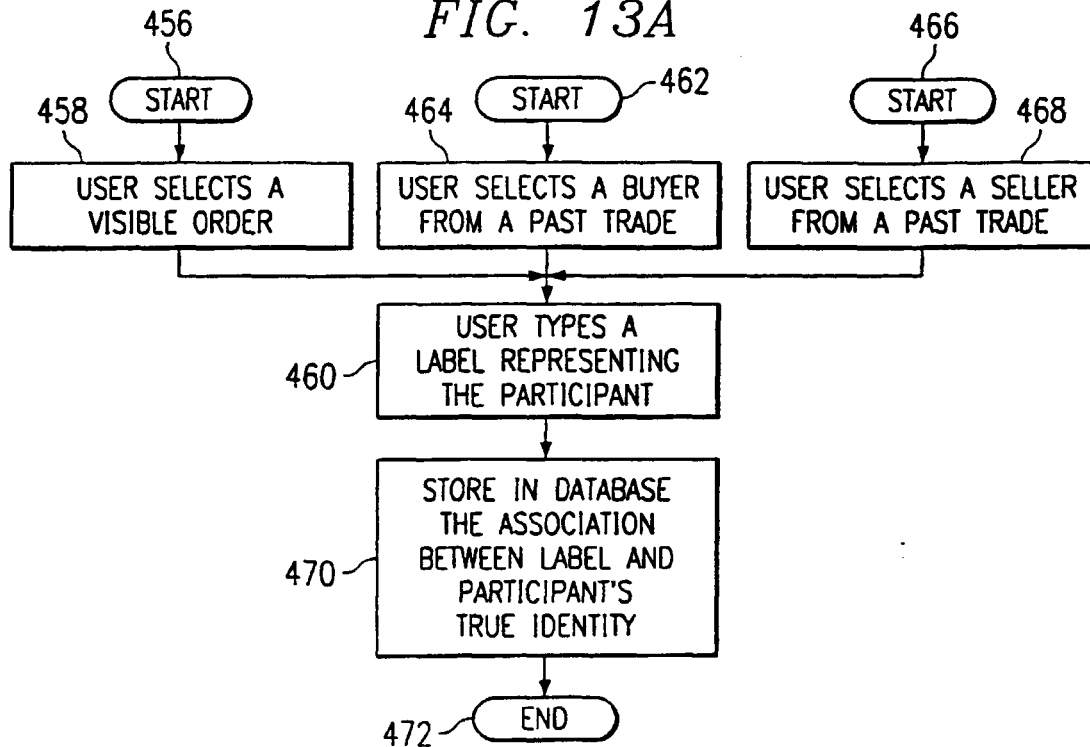 FIG. 13A
456
START
458
USER SELECTS A
VISIBLE ORDER
START
462
464
USER SELECTS A BUYER
FROM A PAST TRADE
466
START
468
USER SELECTS A SELLER
FROM A PAST TRADE
USER TYPES A
LABEL REPRESENTING
THE PARTICIPANT
460
STORE IN DATABASE
THE ASSOCIATION
BETWEEN LABEL AND
PARTICIPANT'S
TRUE IDENTITY
470
END
472